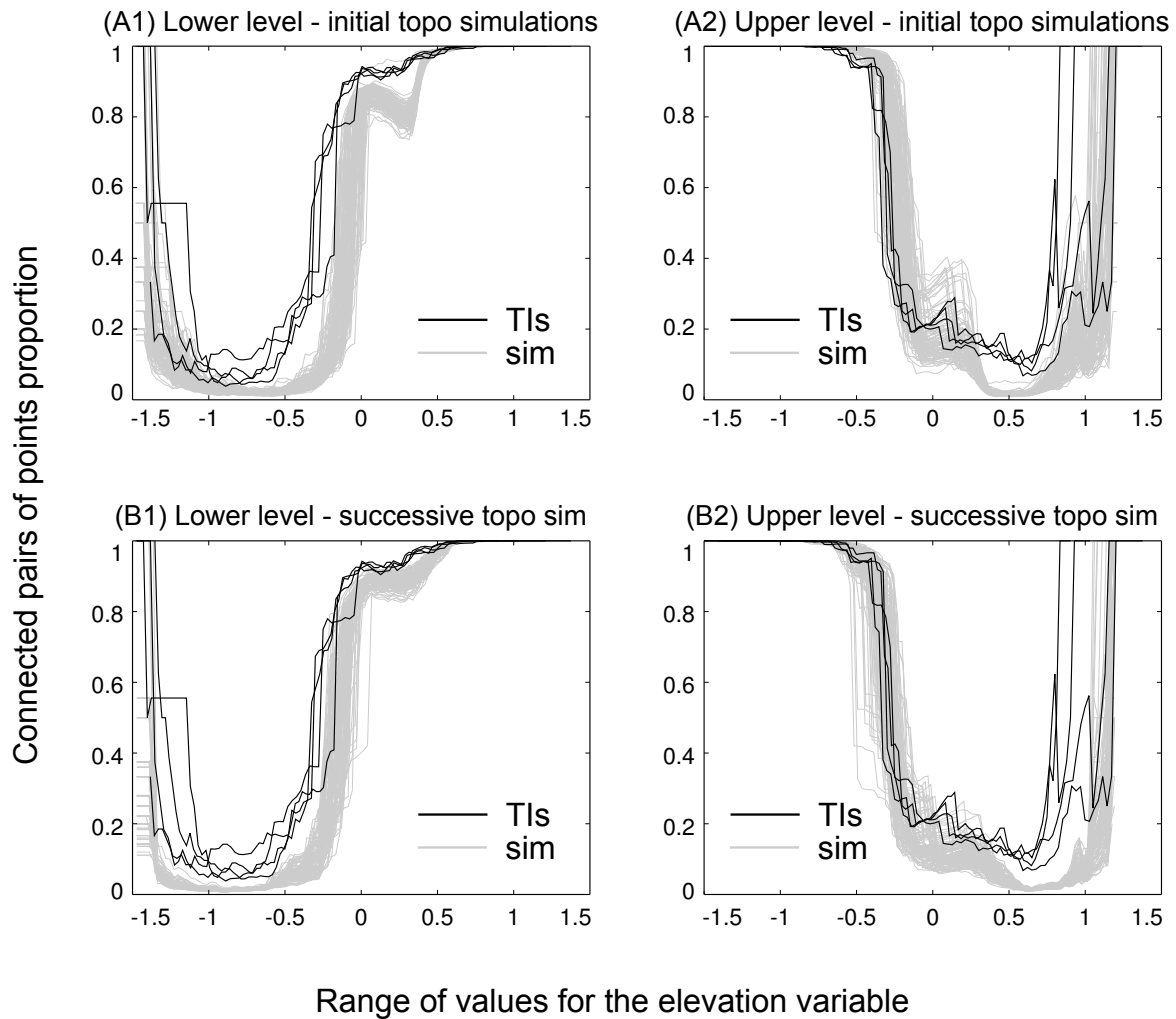 (A1) Lower level - initial topo simulations
(A2) Upper level - initial topo simulations
1
0.8
0.6
0.4
0.2
0
-1.5 -1 -0.5 0 0.5 1 1.5
TIs
sim
1
0.8
0.6
0.4
0.2
0
-1.5 -1 -0.5 0 0.5 1 1.5
TIs
sim
Connected pairs of points proportion
(B1) Lower level - successive topo sim
(B2) Upper level - successive topo sim
1
0.8
0.6
0.4
0.2
0
-1.5 -1 -0.5 0 0.5 1 1.5
TIs
sim
1
0.8
0.6
0.4
0.2
0
-1.5 -1 -0.5 0 0.5 1 1.5
TIs
sim
Range of values for the elevation variable